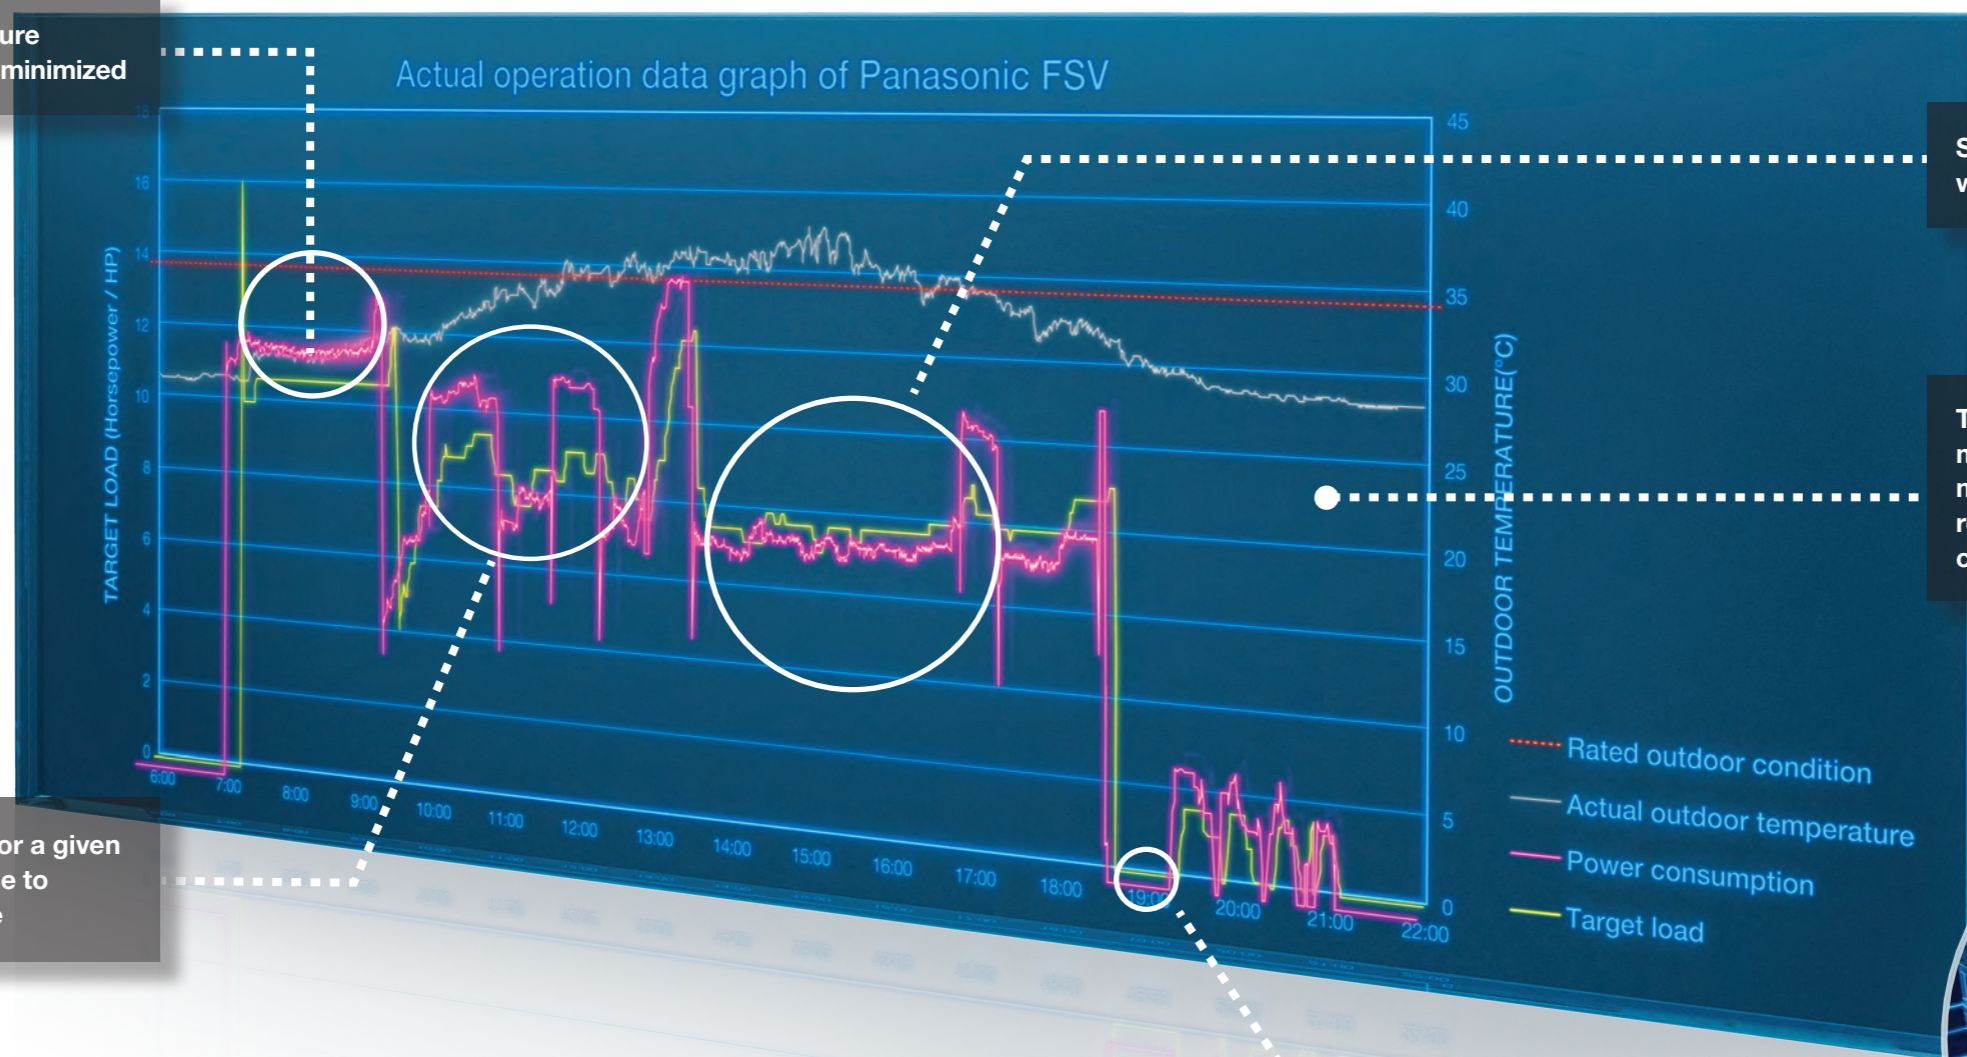 ure
minimized
Actual operation data graph of Panasonic FSV
TARGET LOAD (Horsepower / HP)
18
16
14
12
10
8
6
4
2
0
6:00
7:00
8:00
9:00
10:00
11:00
12:00
13:00
14:00
15:00
16:00
17:00
18:00
19:00
20:00
21:00
22:00
45
40
35
30
25
20
15
10
5
0
OUTDOOR TEMPERATURE(°C)
Rated outdoor condition
Actual outdoor temperature
Power consumption
Target load
or a given
e to
e
S
w
T
n
n
r
c